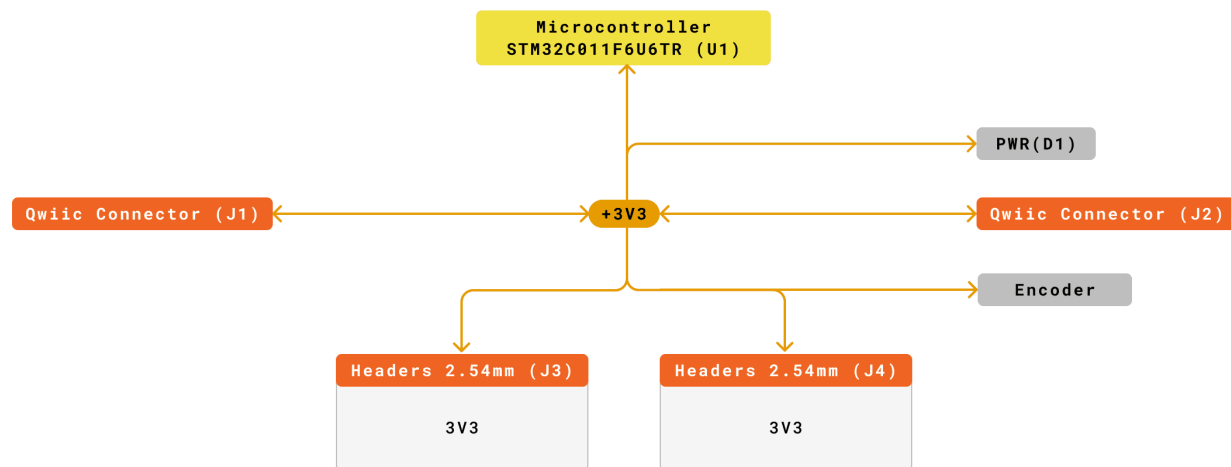 Microcontroller
STM32C011F6U6TR (U1)
PWR(D1)
Qwiic Connector (J1)
+3V3
Qwiic Connector (J2)
Encoder
Headers 2.54mm (J3)
Headers 2.54mm (J4)
3V3
3V3